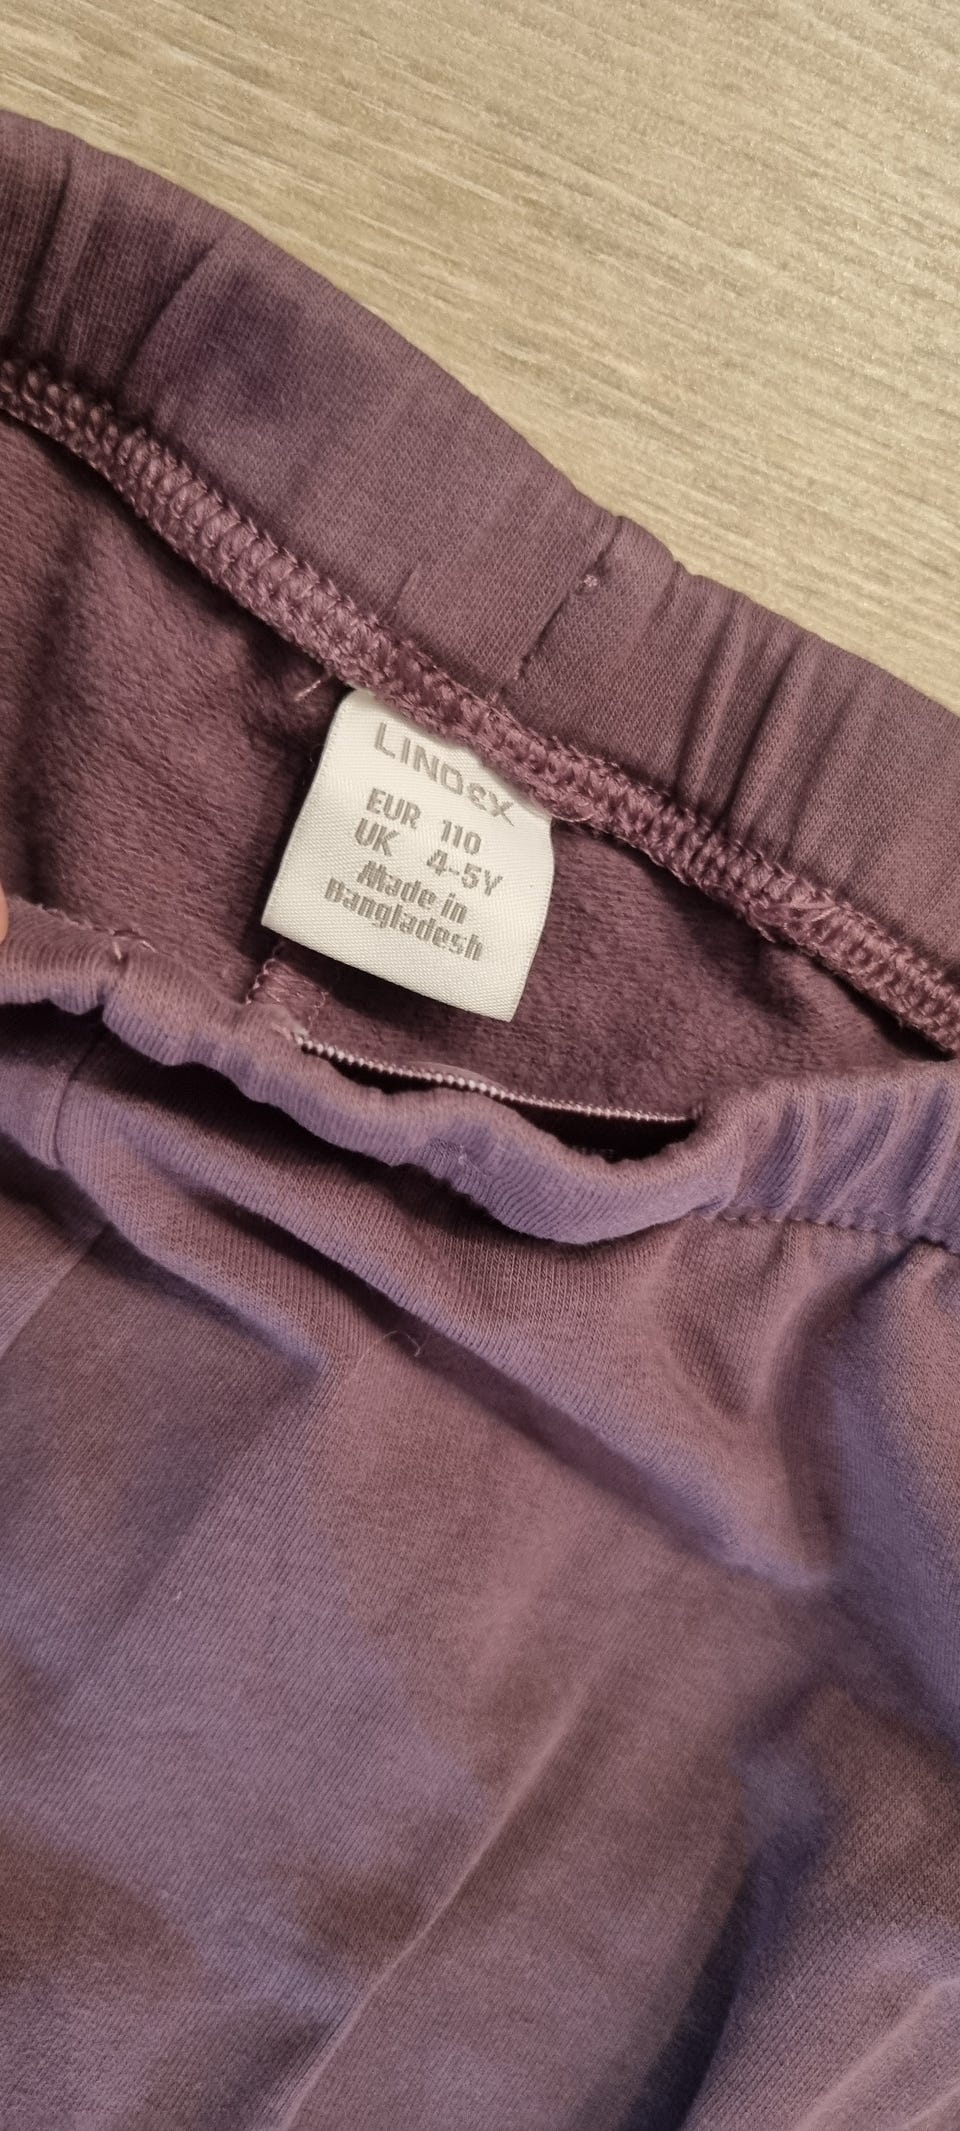 LINDEX
EUR 110
UK 4-5Y
Made in
Bangladesh